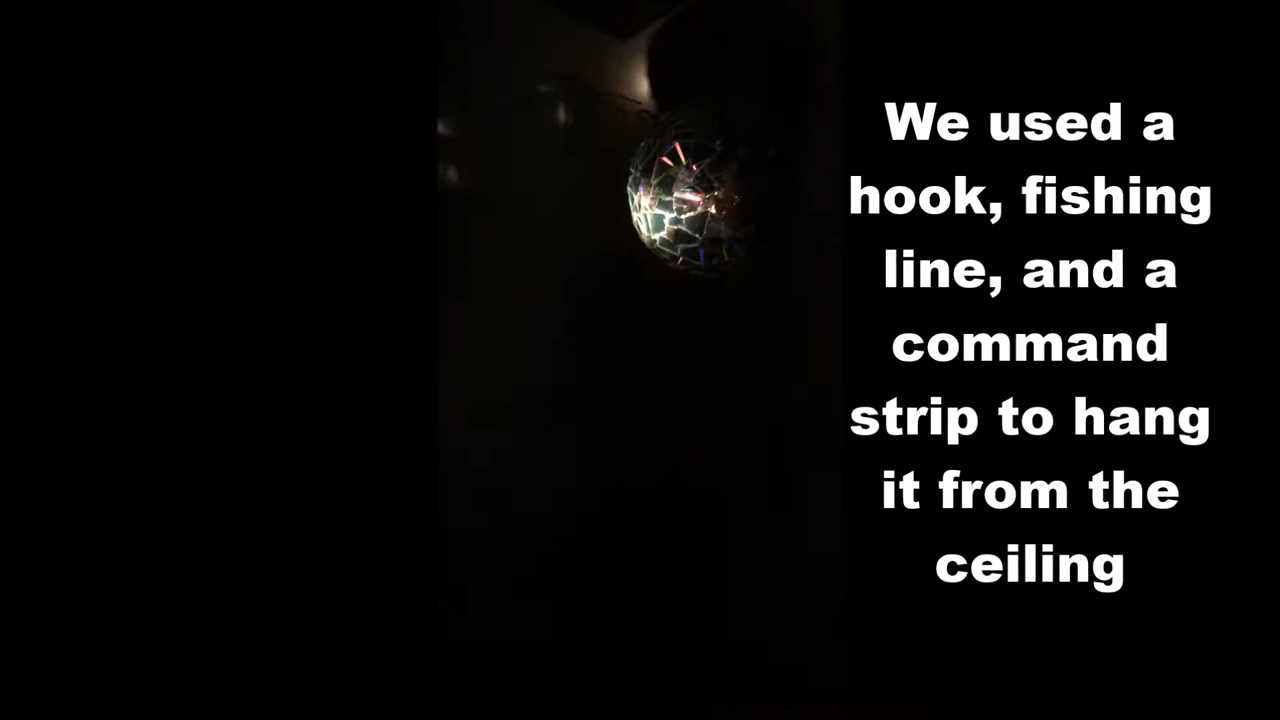 We used a
hook, fishing
line, and a
command
strip to hang
it from the
ceiling